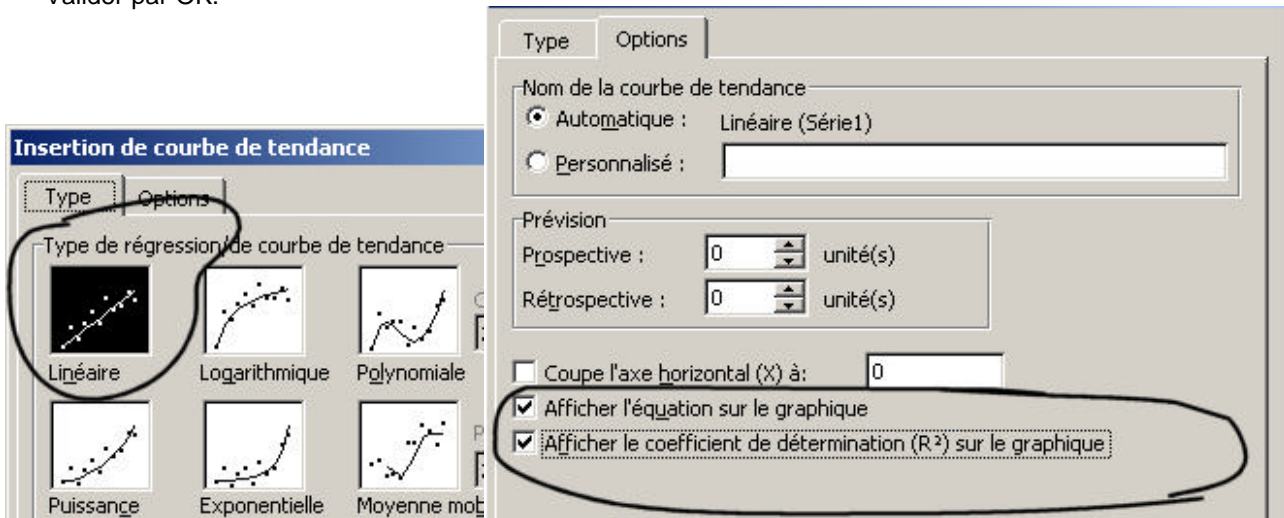 Valider par OK.
Insertion de courbe de tendance
Type Options
Type de régression/de courbe de tendance
Linéaire Logarithmique Polynomiale
Puissance Exponentielle Moyenne
Type Options
Nom de la courbe de tendance
Automatique : Linéaire (Série1)
Personnalisé :
Prévision
Prospective : 0 unité(s)
Rétrospective : 0 unité(s)
Coupe l'axe horizontal (X) à: 0
Afficher l'équation sur le graphique
Afficher le coefficient de détermination (R²) sur le graphique